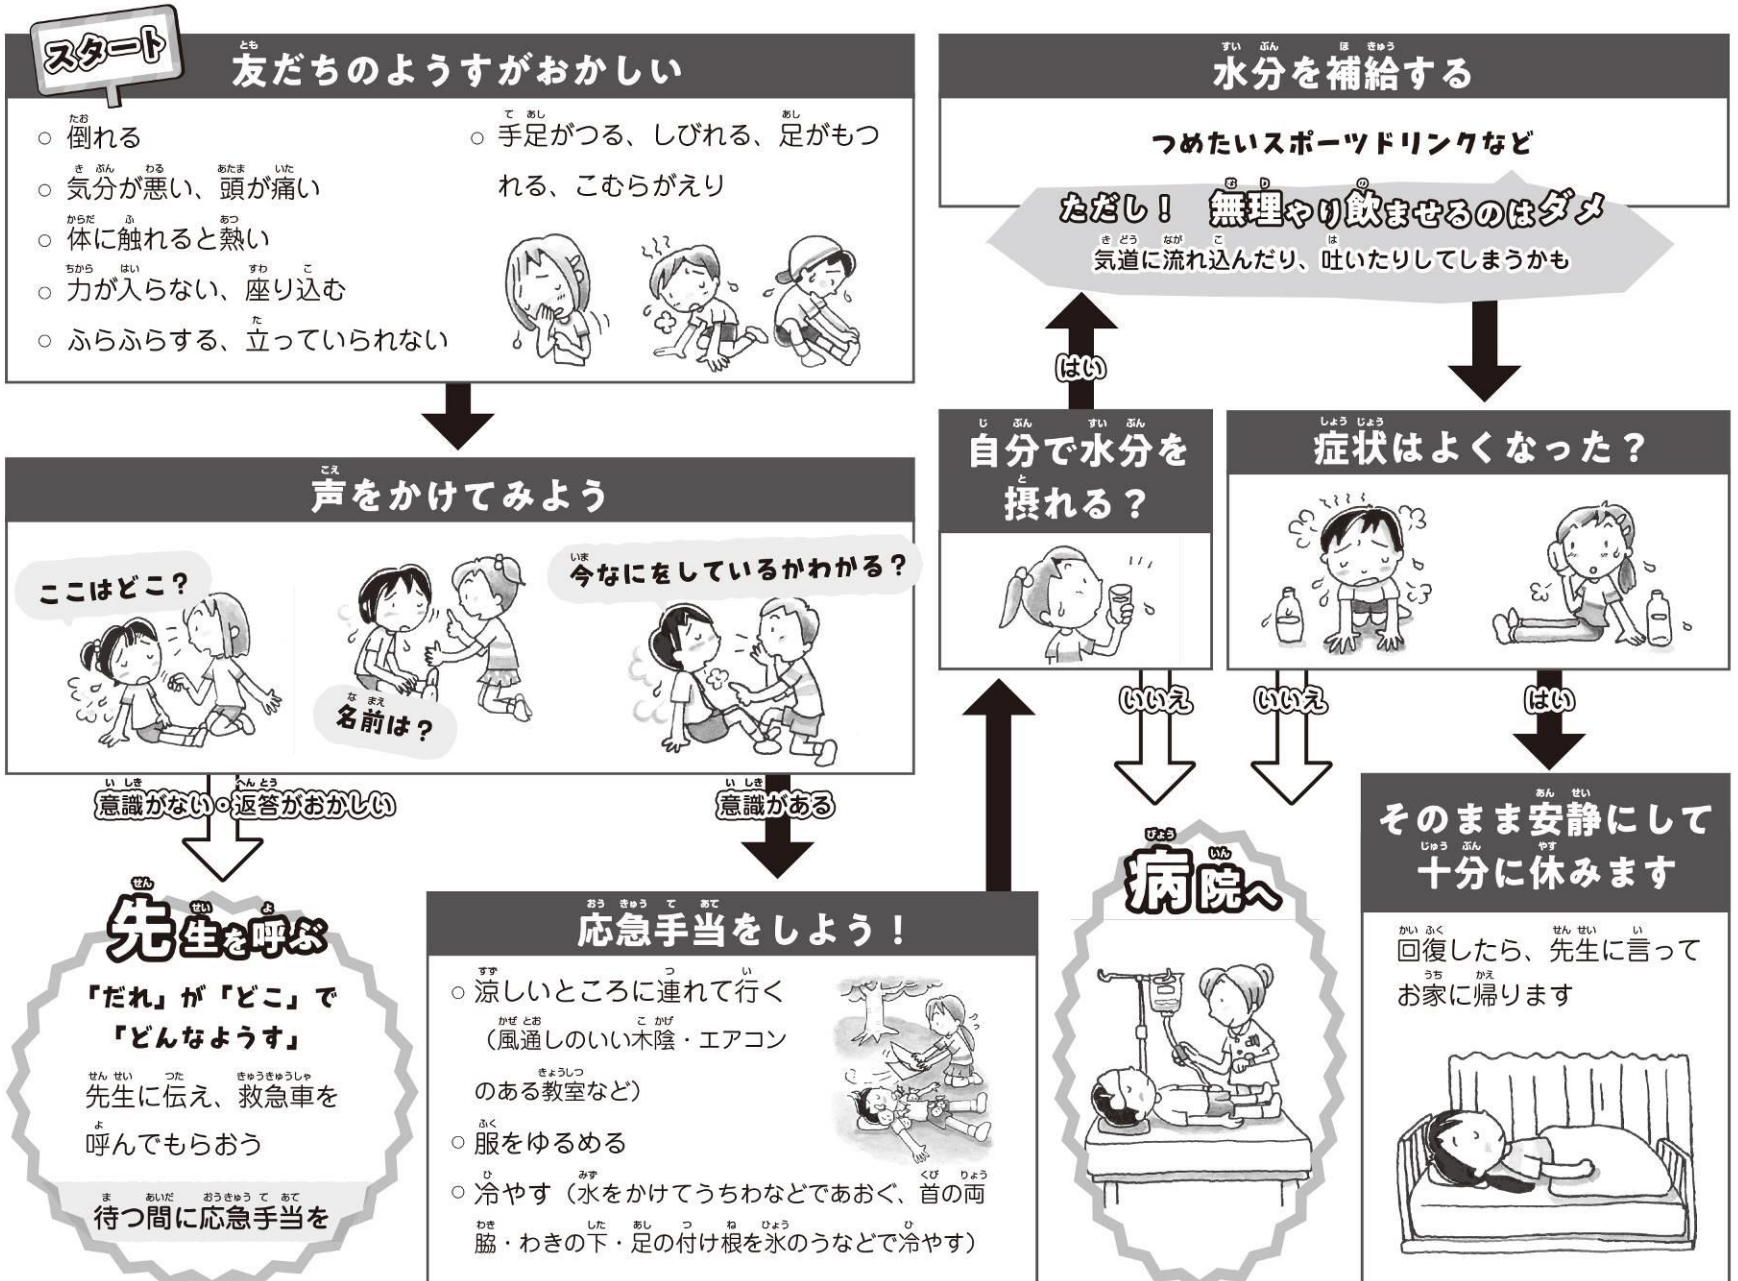 スタート
友だちのようすがおかしい
○ 倒れる
○ 気分が悪い、頭が痛い
○ 体に触れると熱い
○ 力が入らない、座り込む
○ ふらふらする、立っていられない
○ 手足がつる、しびれる、足がもつ
れる、こむらがえり
声をかけてみよう
ここはどこ？
名前は？
今なにをしているかわかる？
意識がない・返答がおかしい
意識がある
先生を呼ぶ
「だれ」が「どこ」で
「どんなようす」
先生に伝え、救急車を
呼んでもらおう
待つ間に応急手当を
応急手当をしよう！
○ 涼しいところに連れて行く
（風通しのいい木陰・エアコン
のある教室など）
○ 服をゆるめる
○ 冷やす（水をかけてうちわなどであおぐ、首の両
脇・わきの下・足の付け根を氷のうなどで冷やす）
自分で水分を
摂れる？
はい
いいえ
水分を補給する
つめたいスポーツドリンクなど
ただし！ 無理やり飲ませるのはダメ
気道に流れ込んだり、吐いたりしてしまうかも
症状はよくなった？
いいえ
はい
病院へ
そのまま安静にして
十分に休みます
回復したら、先生に言って
お家に帰ります